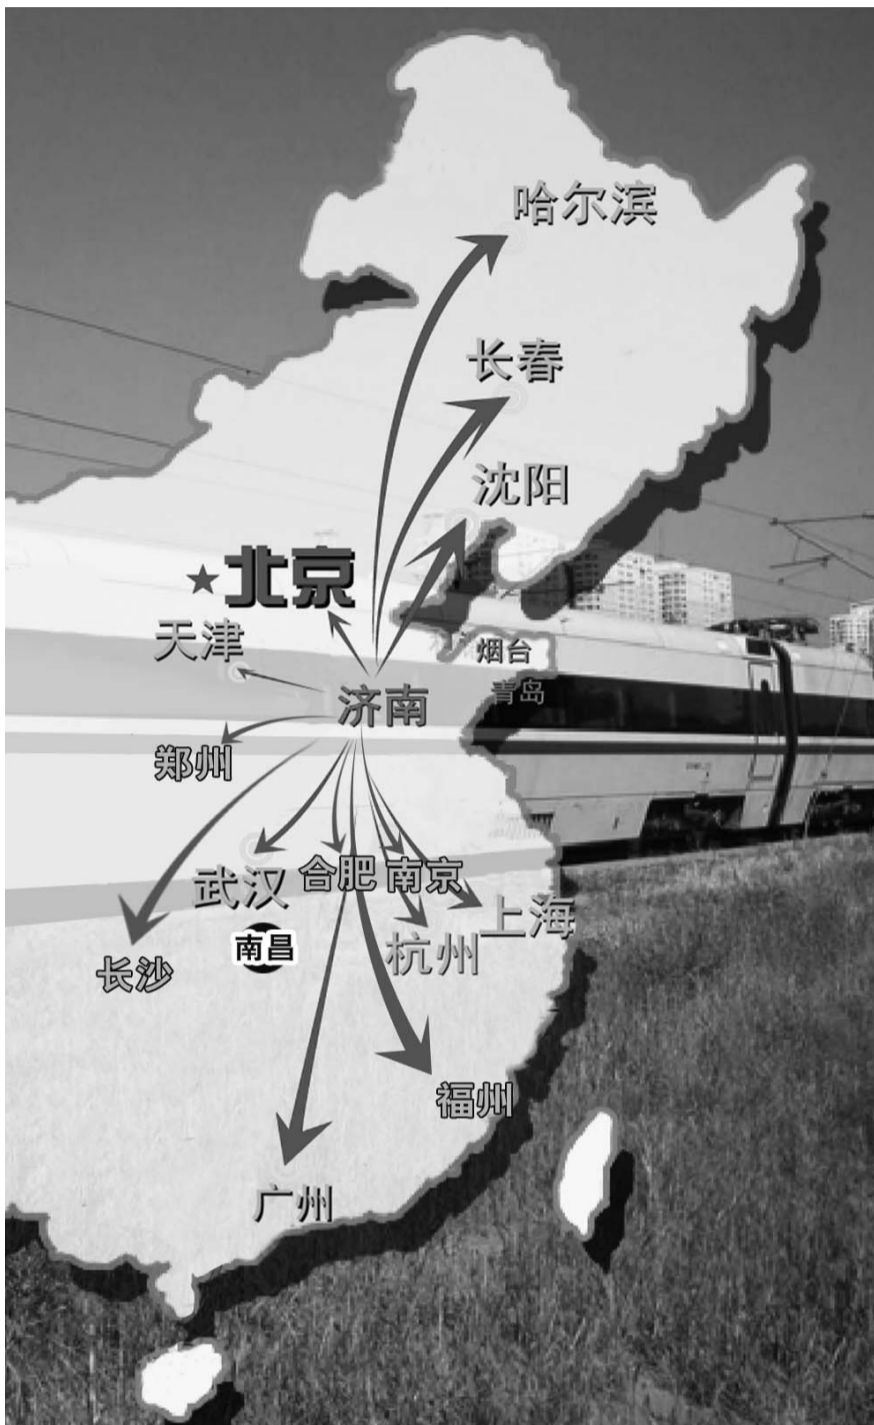 哈尔滨
长春
沈阳
北京
天津
烟台
青岛
济南
郑州
武汉
合肥
南京
上海
杭州
南昌
长沙
福州
广州